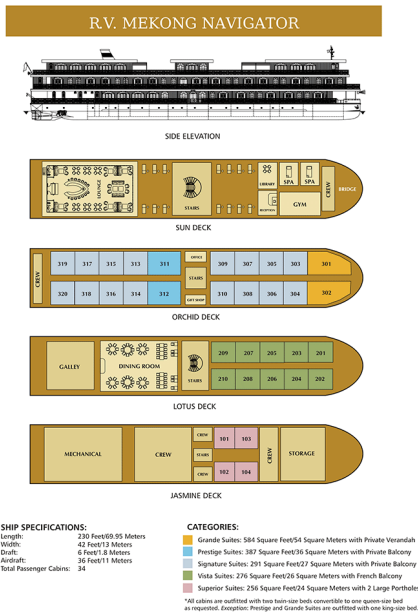 R.V. MEKONG NAVIGATOR
SIDE ELEVATION
LOUNGE
STAIRS
LIBRARY
RECEPTION
SPA
SPA
GYM
CREW
BRIDGE
SUN DECK
CREW
319 317 315 313 311
OFFICE
309 307 305 303 301
STAIRS
320 318 316 314 312
GIFT SHOP
310 308 306 304 302
ORCHID DECK
GALLEY
DINING ROOM
STAIRS
209 207 205 203 201
210 208 206 204 202
LOTUS DECK
MECHANICAL
CREW
CREW
STAIRS
CREW
101 103
102 104
CREW
STORAGE
JASMINE DECK
SHIP SPECIFICATIONS:
Length: 230 Feet/69.95 Meters
Width: 42 Feet/13 Meters
Draft: 6 Feet/1.8 Meters
Airdraft: 36 Feet/11 Meters
Total Passenger Cabins: 34
CATEGORIES:
Grande Suites: 584 Square Feet/54 Square Meters with Private Verandah
Prestige Suites: 387 Square Feet/36 Square Meters with Private Balcony
Signature Suites: 291 Square Feet/27 Square Meters with Private Balcony
Vista Suites: 276 Square Feet/26 Square Meters with French Balcony
Superior Suites: 256 Square Feet/24 Square Meters with 2 Large Portholes
*All cabins are outfitted with two twin-size beds convertible to one queen-size bed
as requested. Exception: Prestige and Grande Suites are outfitted with one king-size bed.